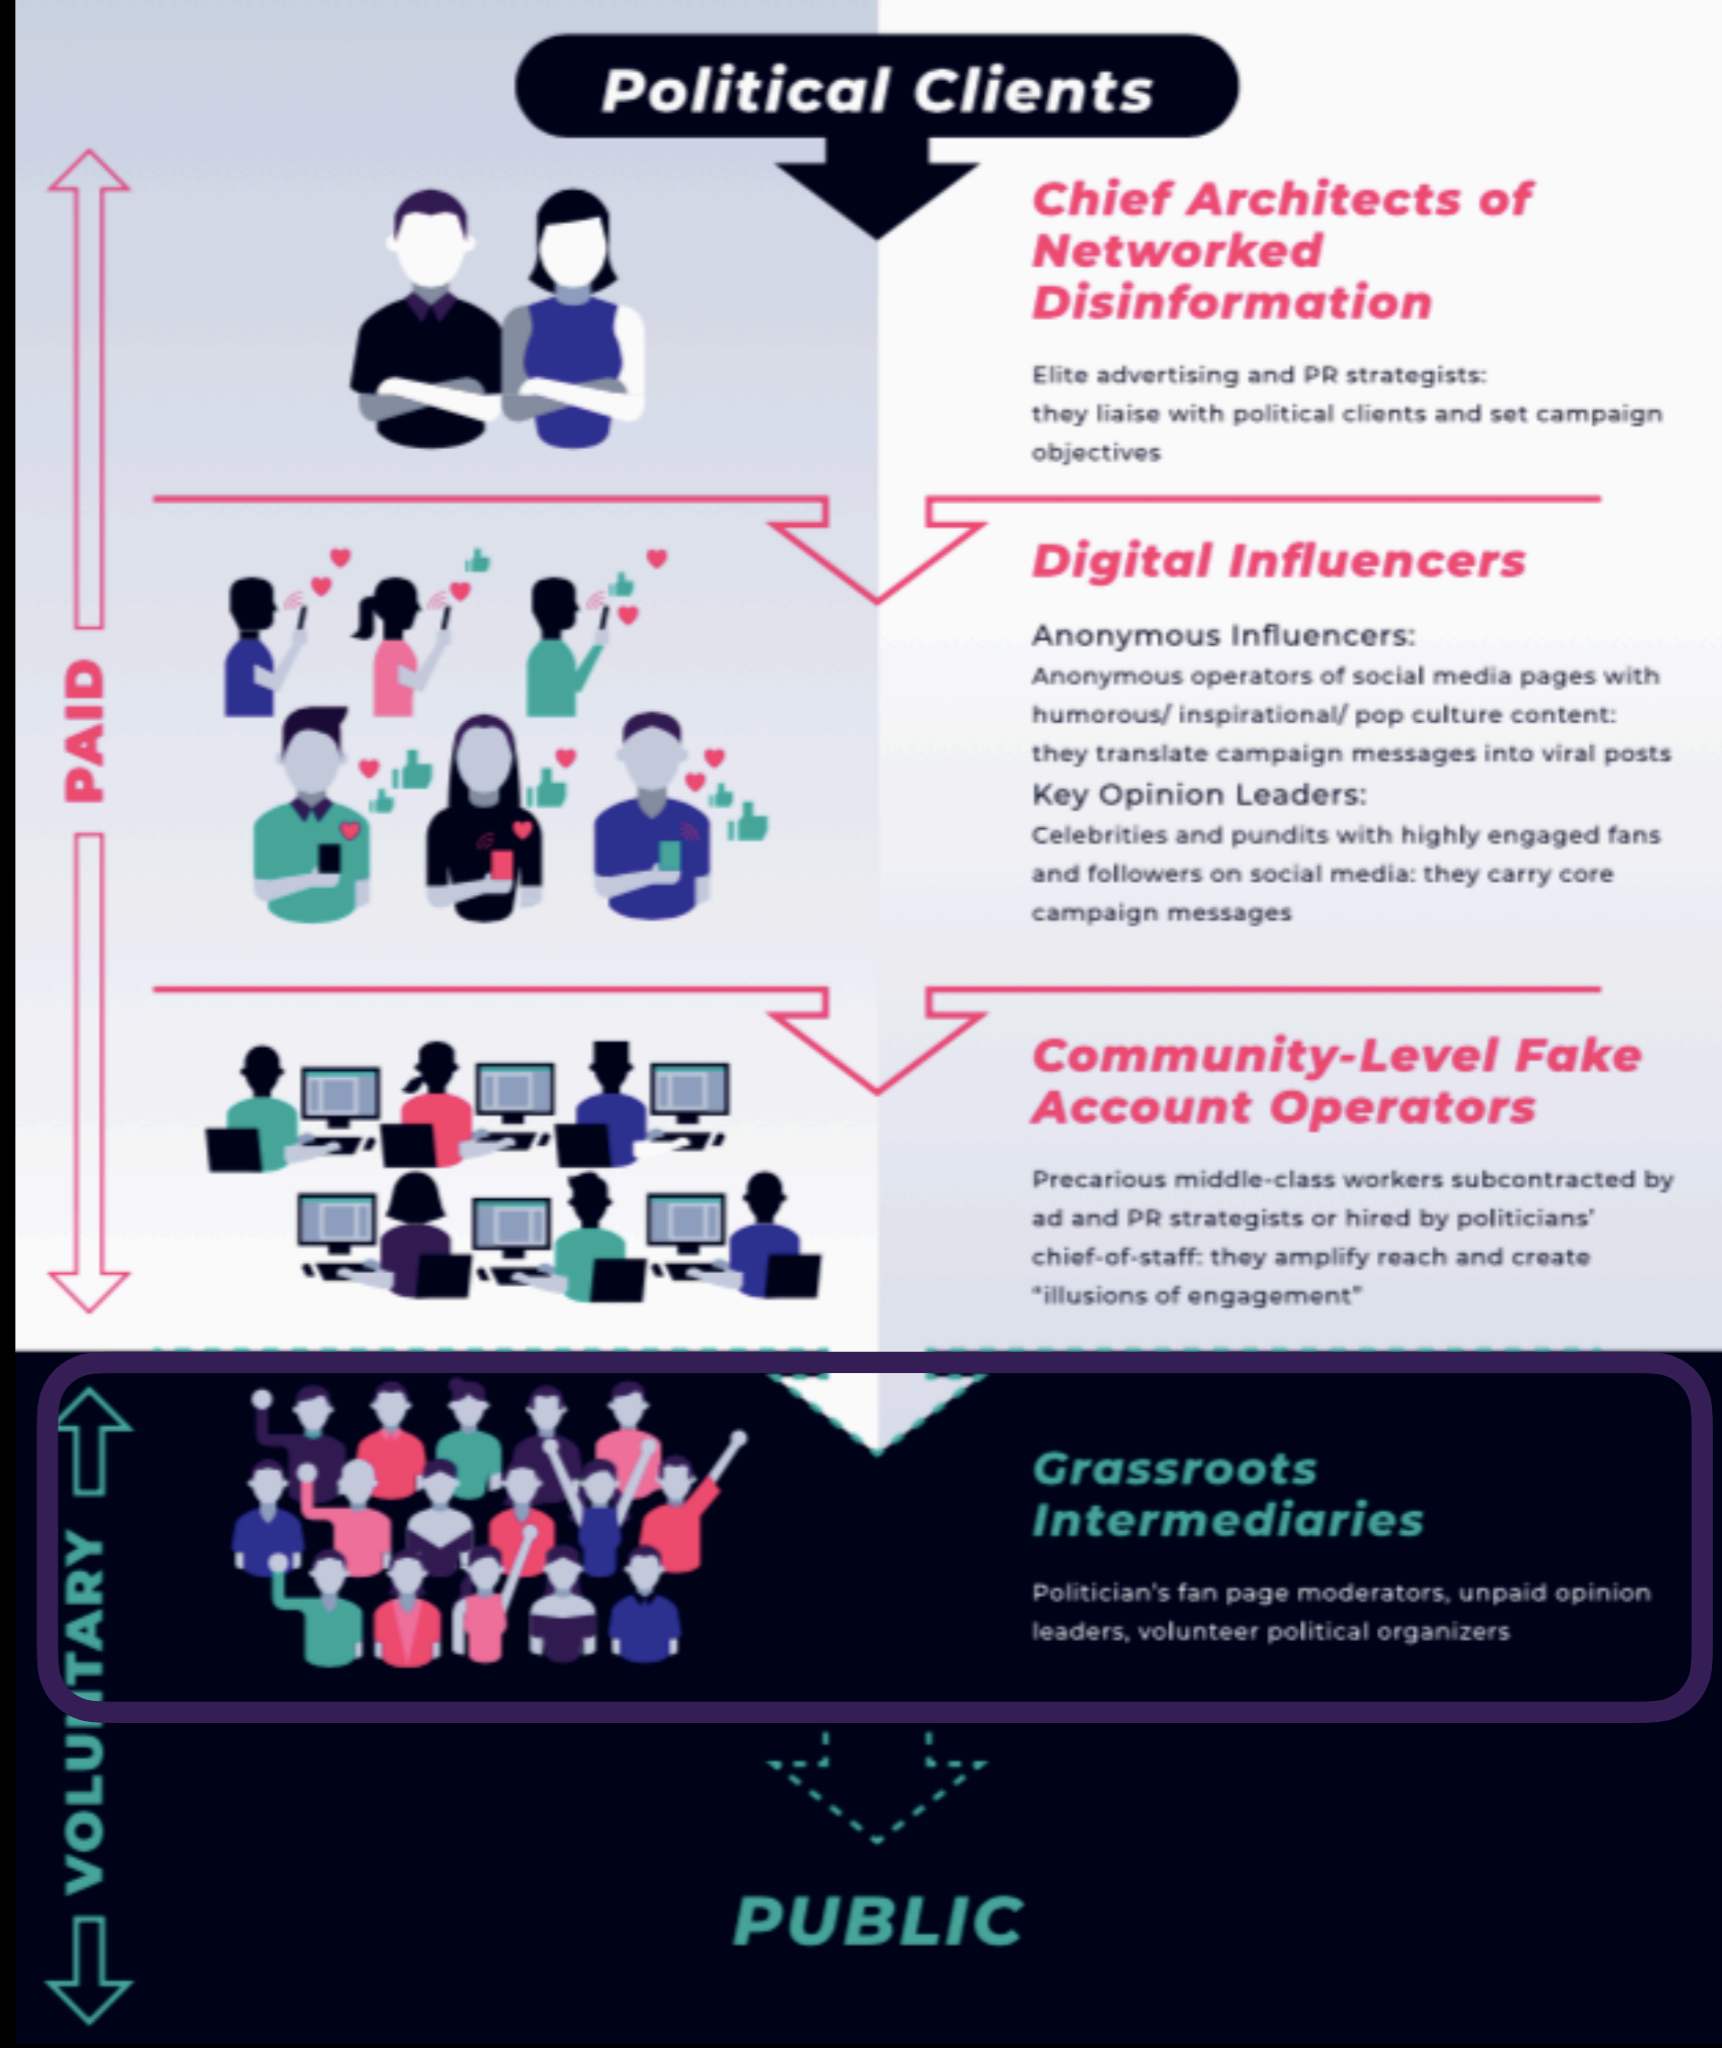 Political Clients
Chief Architects of
Networked
Disinformation
Elite advertising and PR strategists:
they liaise with political clients and set campaign
objectives
Digital Influencers
Anonymous Influencers:
Anonymous operators of social media pages with
humorous/ inspirational/ pop culture content:
they translate campaign messages into viral posts
Key Opinion Leaders:
Celebrities and pundits with highly engaged fans
and followers on social media: they carry core
campaign messages
PAID
Community-Level Fake
Account Operators
Precarious middle-class workers subcontracted by
ad and PR strategists or hired by politicians’
chief-of-staff: they amplify reach and create
“illusions of engagement”
Grassroots
Intermediaries
Politician’s fan page moderators, unpaid opinion
leaders, volunteer political organizers
VOLUNTARY
PUBLIC